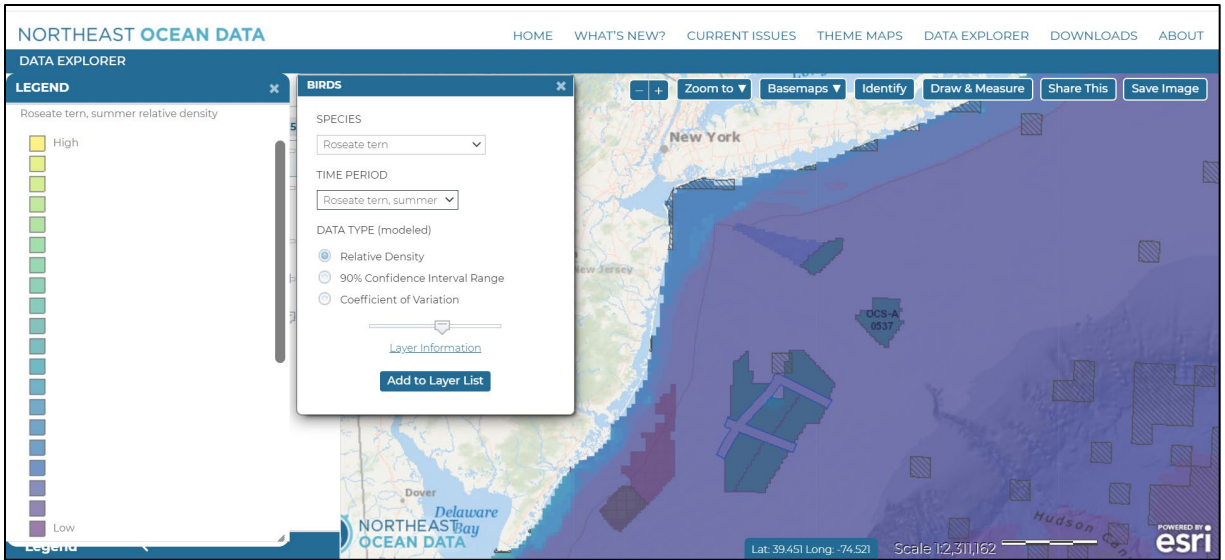 NORTHEAST OCEAN DATA
HOME WHAT'S NEW? CURRENT ISSUES THEME MAPS DATA EXPLORER DOWNLOADS ABOUT
DATA EXPLORER
LEGEND ×
Roseate tern, summer relative density
High
Low
Legend
BIRDS ×
SPECIES
Roseate tern
TIME PERIOD
Roseate tern, summer
DATA TYPE (modeled)
Relative Density
90% Confidence Interval Range
Coefficient of Variation
Layer Information
Add to Layer List
− + Zoom to ▼ Basemaps ▼ Identify Draw & Measure Share This Save Image
New York
New Jersey
OCS-A
0537
Dover
Delaware
Bay
NORTHEAST
OCEAN DATA
Hudson
Lat: 39.451 Long: -74.521
Scale 1:2,311,162
POWERED BY
esri